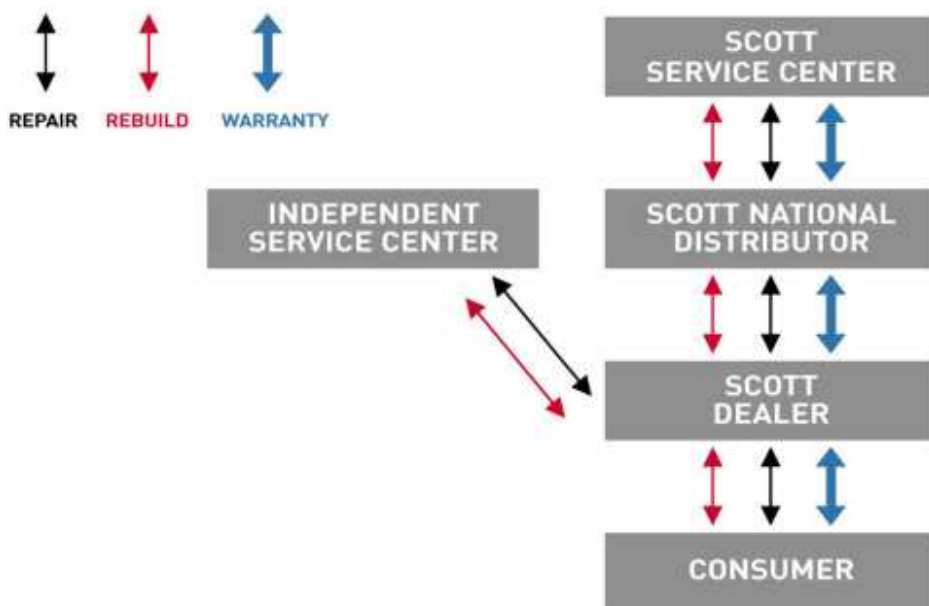 REPAIR REBUILD WARRANTY
SCOTT
SERVICE CENTER
INDEPENDENT
SERVICE CENTER
SCOTT NATIONAL
DISTRIBUTOR
SCOTT
DEALER
CONSUMER